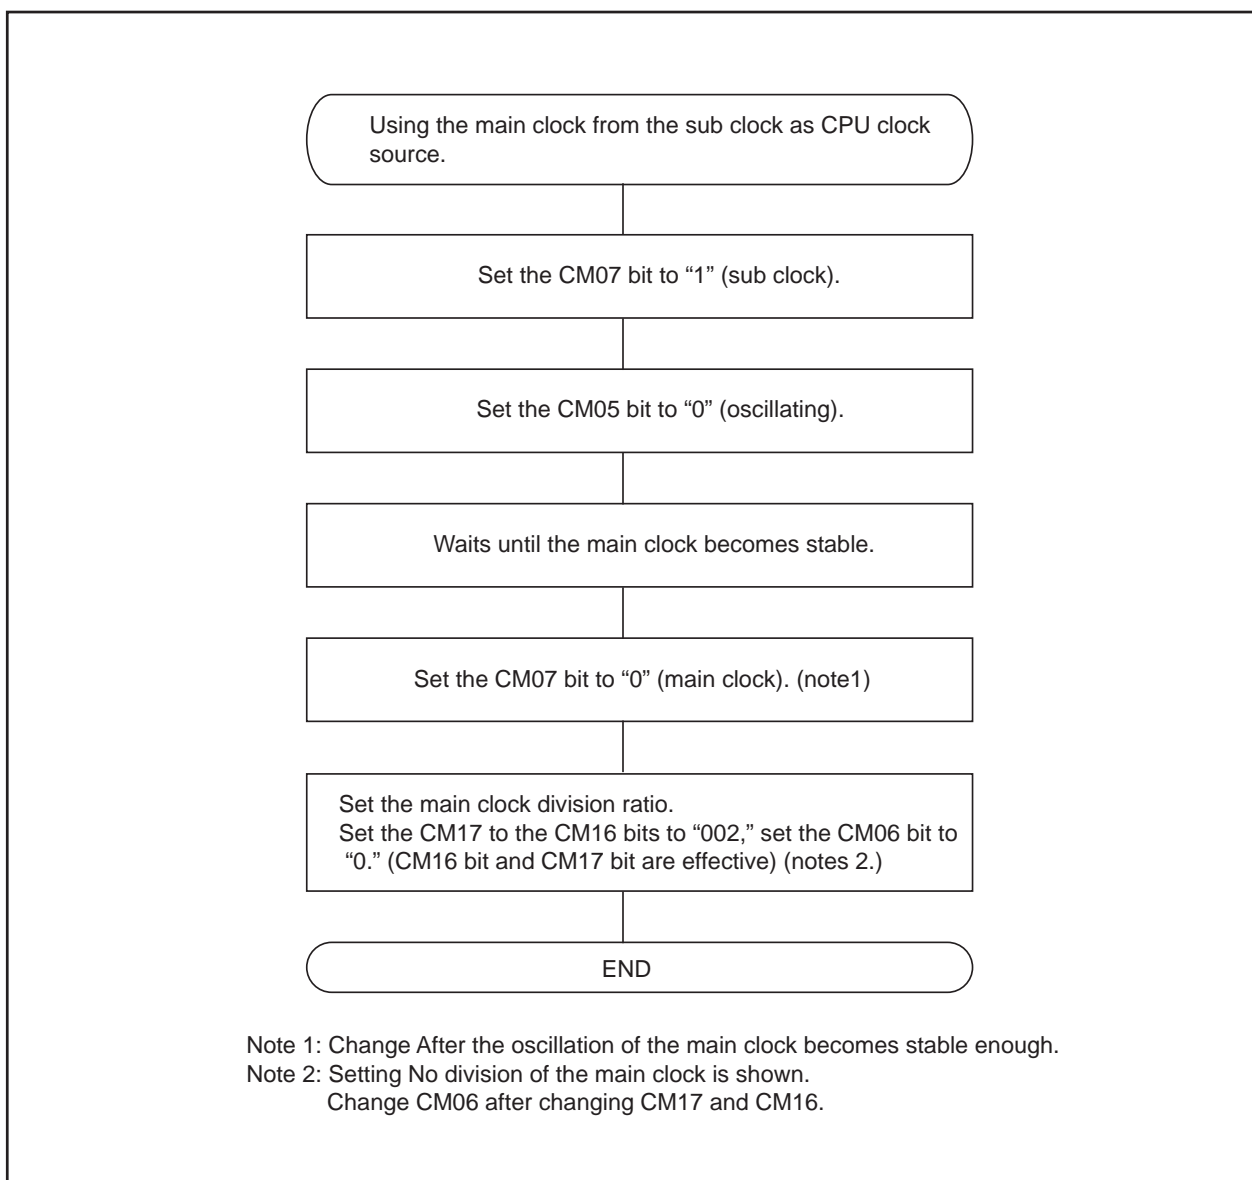 Using the main clock from the sub clock as CPU clock
source.
Set the CM07 bit to “1” (sub clock).
Set the CM05 bit to “0” (oscillating).
Waits until the main clock becomes stable.
Set the CM07 bit to “0” (main clock). (note1)
Set the main clock division ratio.
Set the CM17 to the CM16 bits to “002,” set the CM06 bit to
“0.” (CM16 bit and CM17 bit are effective) (notes 2.)
END
Note 1: Change After the oscillation of the main clock becomes stable enough.
Note 2: Setting No division of the main clock is shown.
Change CM06 after changing CM17 and CM16.